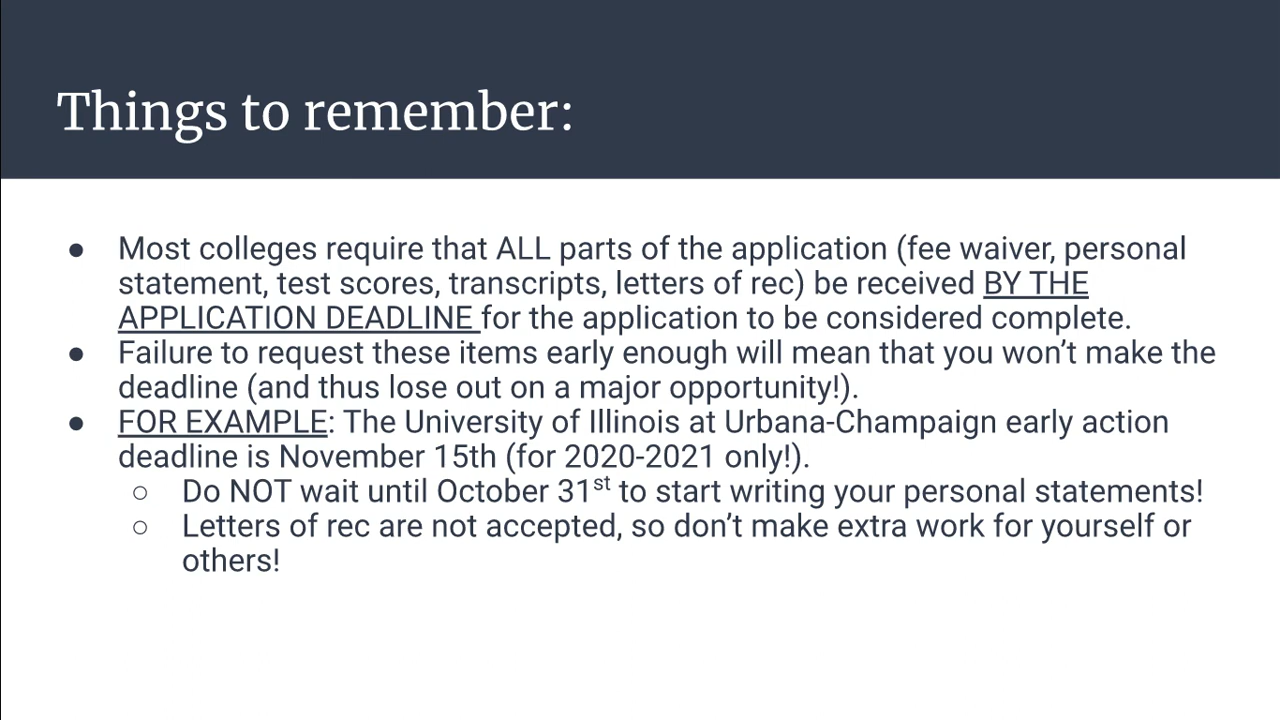 Things to remember:
● Most colleges require that ALL parts of the application (fee waiver, personal
statement, test scores, transcripts, letters of rec) be received BY THE
APPLICATION DEADLINE for the application to be considered complete.
● Failure to request these items early enough will mean that you won’t make the
deadline (and thus lose out on a major opportunity!).
● FOR EXAMPLE: The University of Illinois at Urbana-Champaign early action
deadline is November 15th (for 2020-2021 only!).
○ Do NOT wait until October 31st to start writing your personal statements!
○ Letters of rec are not accepted, so don’t make extra work for yourself or
others!